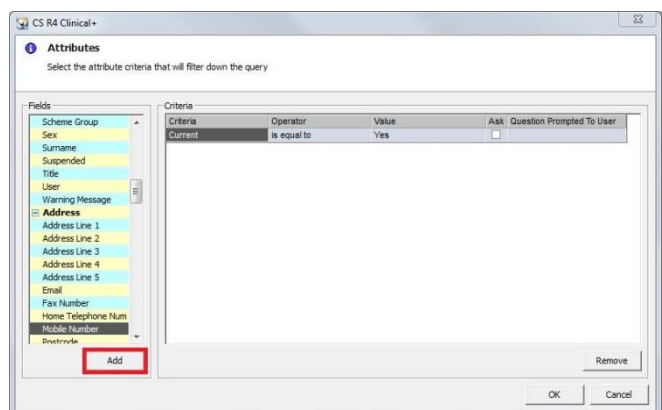 CS R4 Clinical+
Attributes
Select the attribute criteria that will filter down the query
Fields
Scheme Group
Sex
Surname
Suspended
Title
User
Warning Message
Address
Address Line 1
Address Line 2
Address Line 3
Address Line 4
Address Line 5
Email
Fax Number
Home Telephone Num
Mobile Number
Postcode
Add
Criteria
Criteria Operator Value Ask Question Prompted To User
Current is equal to Yes
Remove
OK Cancel